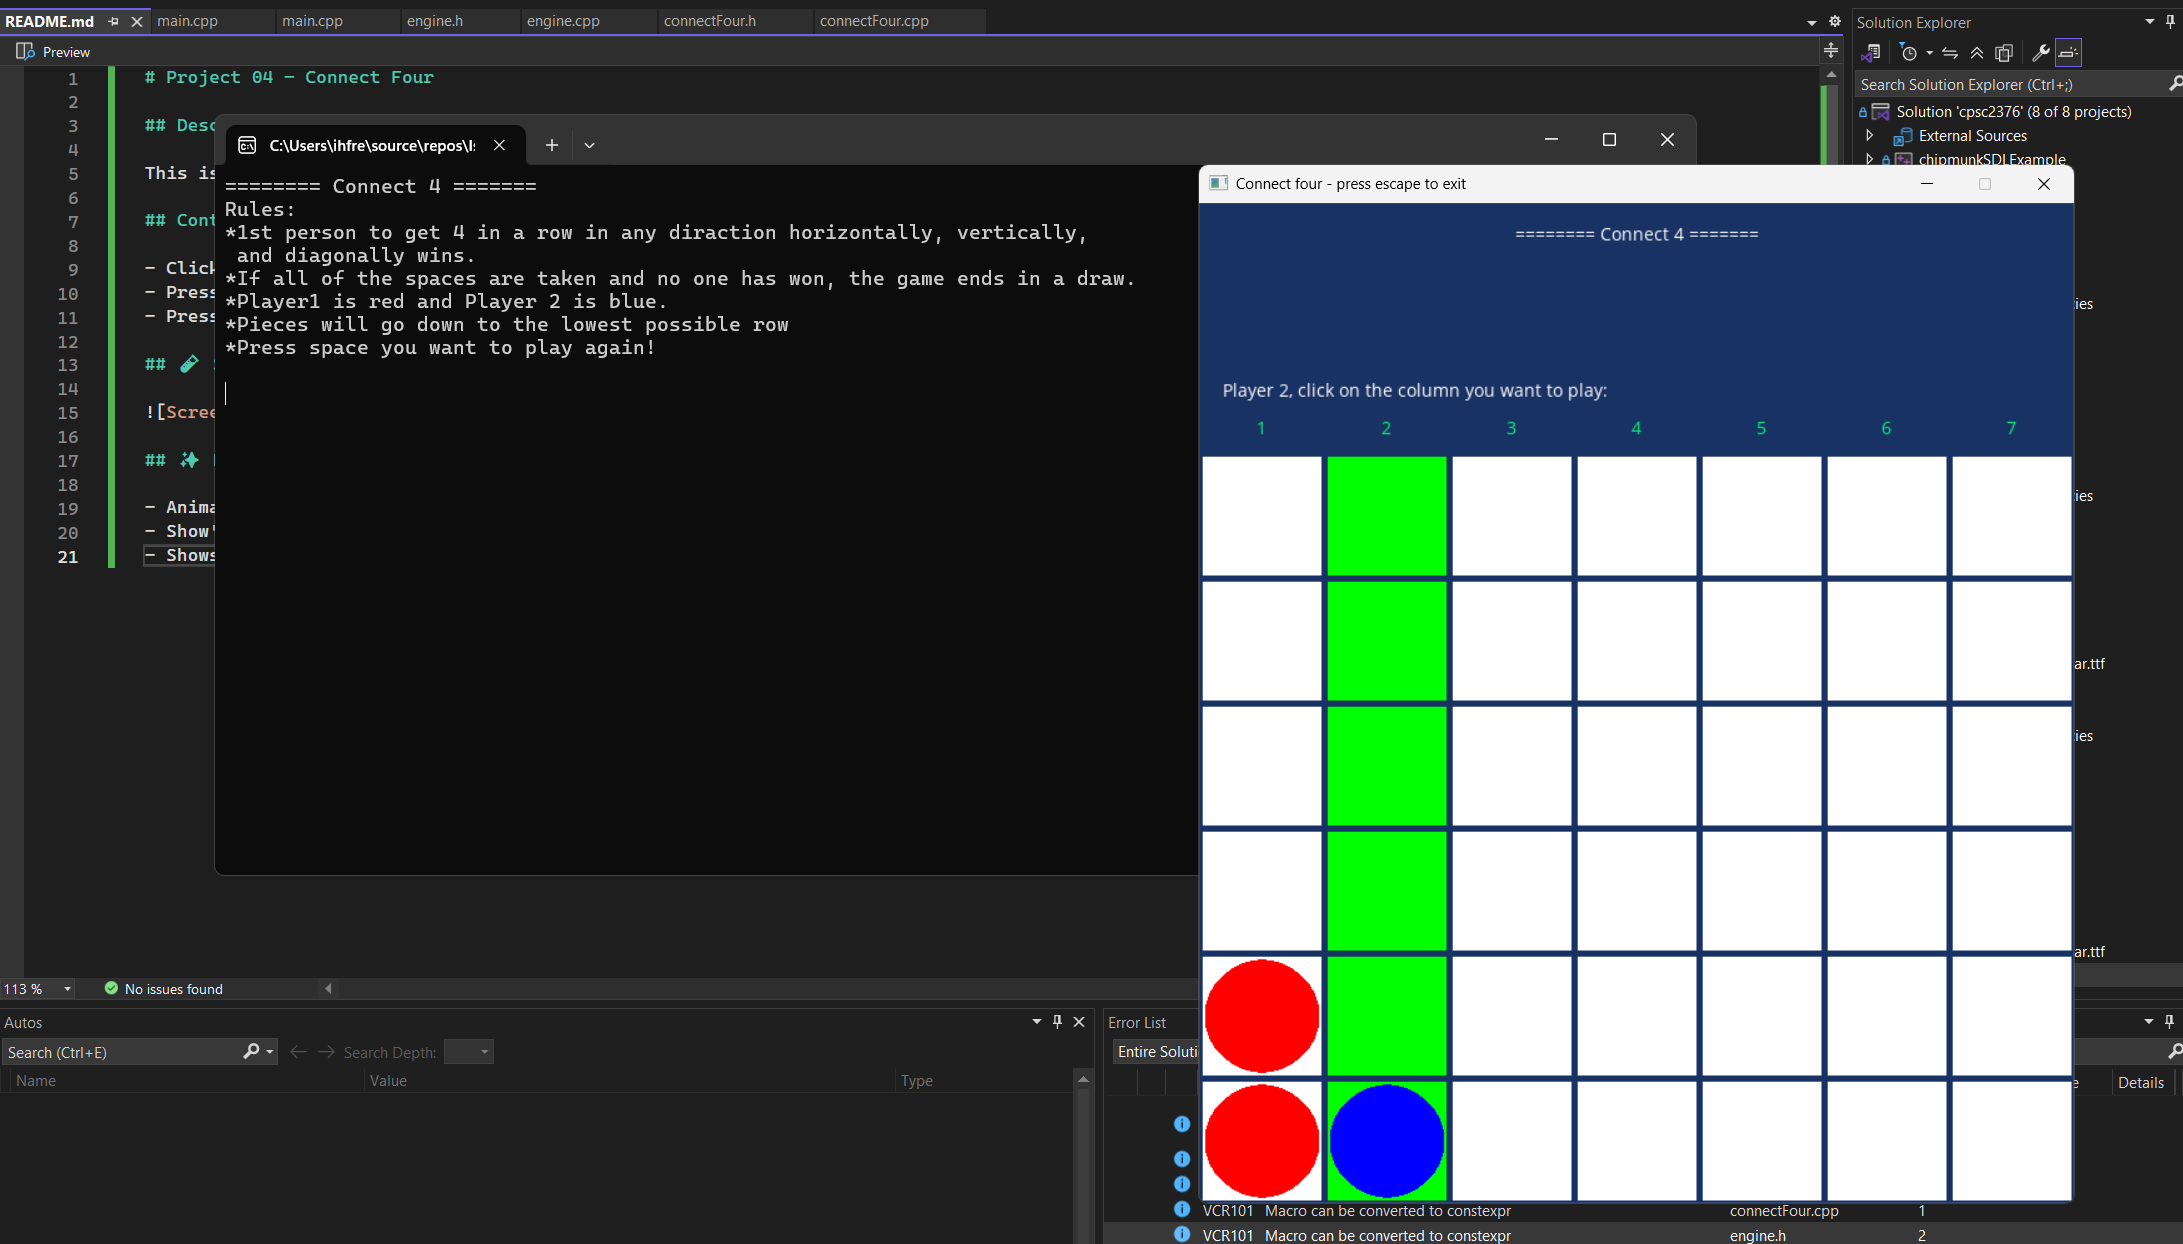 README.md main.cpp main.cpp engine.h engine.cpp connectFour.h connectFour.cpp
Preview
1 # Project 04 – Connect Four
2
3 ## Desc
4
5 This is
6
7 ## Cont
8
9 - Click
10 - Press
11 - Press
12
13 ##
14
15 ![Scree
16
17 ##
18
19 - Anima
20 - Show'
21 - Shows
113 % No issues found
C:\Users\ihfre\source\repos\I
======== Connect 4 =======
Rules:
*1st person to get 4 in a row in any diraction horizontally, vertically,
and diagonally wins.
*If all of the spaces are taken and no one has won, the game ends in a draw.
*Player1 is red and Player 2 is blue.
*Pieces will go down to the lowest possible row
*Press space you want to play again!
Connect four - press escape to exit
======== Connect 4 =======
Player 2, click on the column you want to play:
1 2 3 4 5 6 7
Solution Explorer
Search Solution Explorer (Ctrl+;)
Solution 'cpsc2376' (8 of 8 projects)
External Sources
chipmunkSDLExample
ies
ies
ar.ttf
ies
ar.ttf
Autos
Search (Ctrl+E) Search Depth:
Name Value Type
Error List
Entire Soluti
e Details
VCR101 Macro can be converted to constexpr connectFour.cpp 1
VCR101 Macro can be converted to constexpr engine.h 2